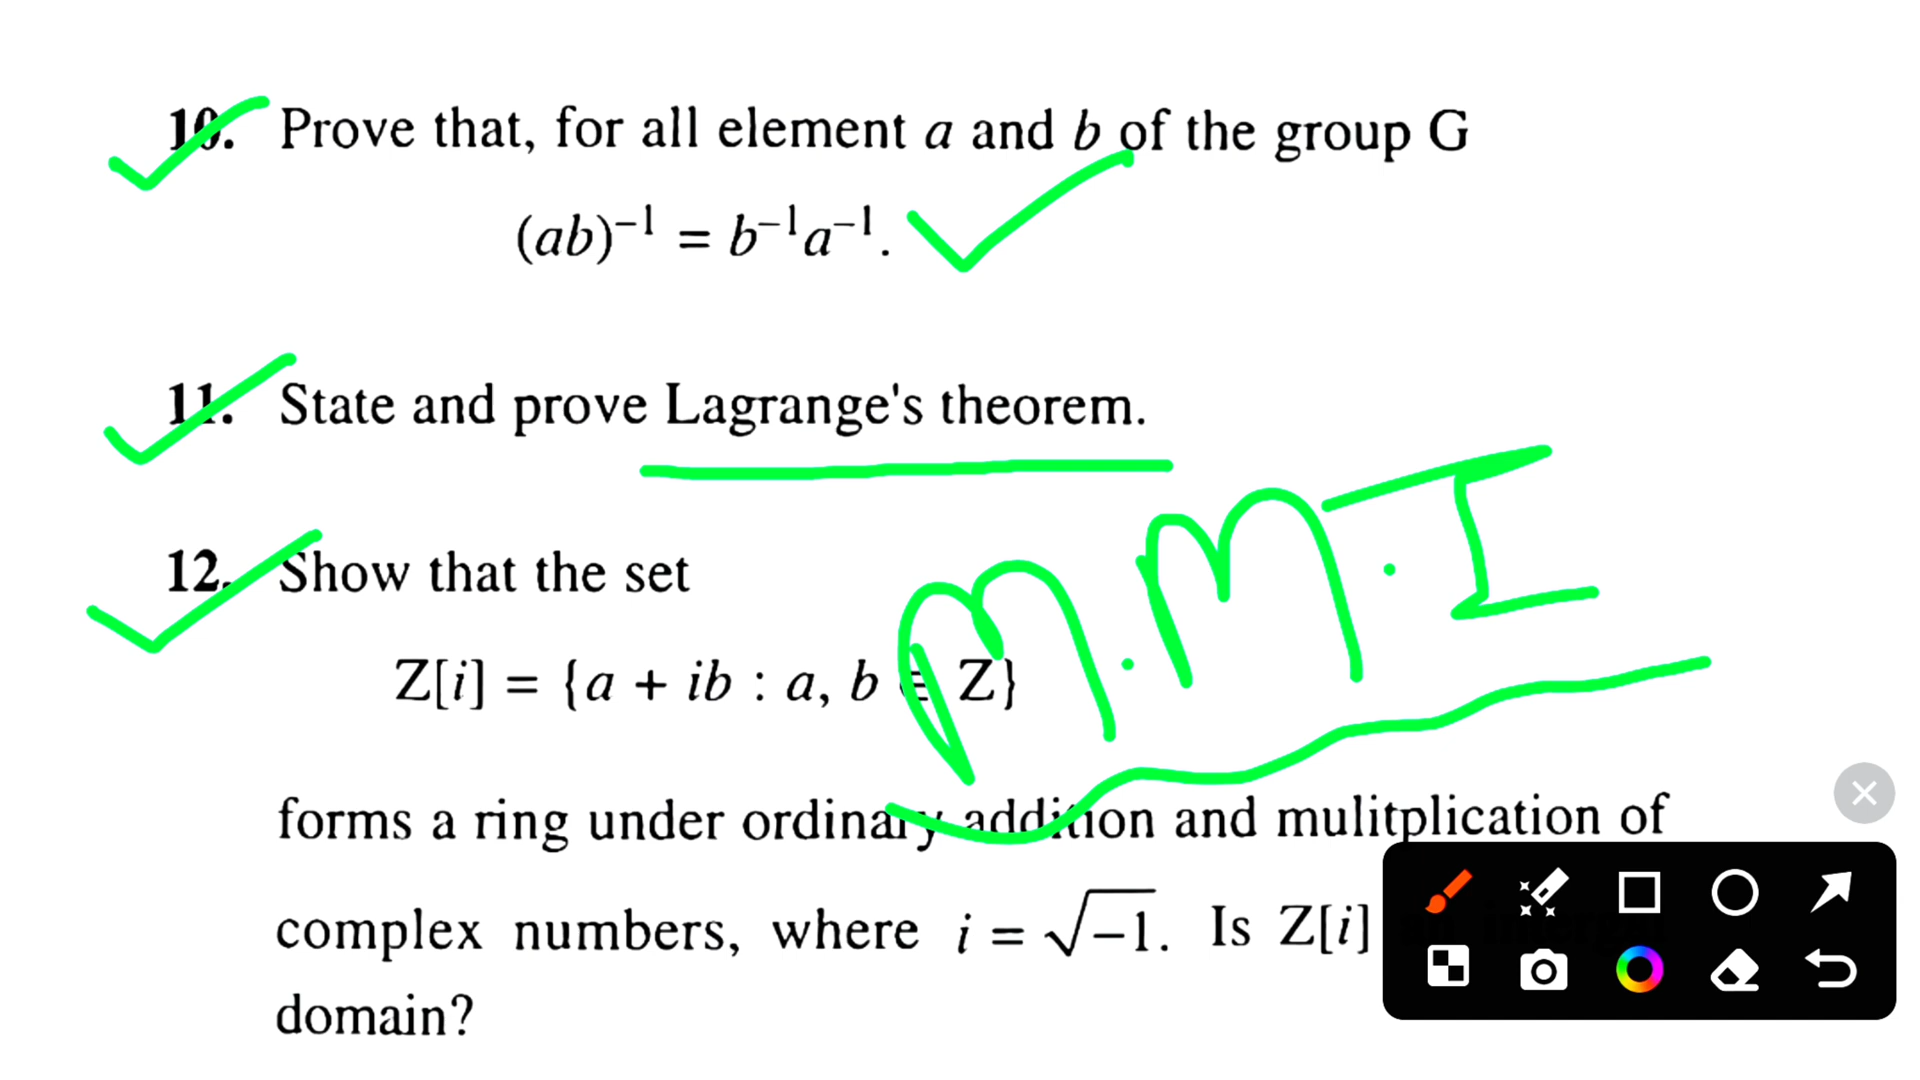 10. Prove that, for all element a and b of the group G
(ab)⁻¹ = b⁻¹a⁻¹.
11. State and prove Lagrange's theorem.
12. Show that the set
Z[i] = {a + ib : a, b ∈ Z}
M.M.I
forms a ring under ordinary addition and mulitplication of
complex numbers, where i = √−1. Is Z[i]
domain?